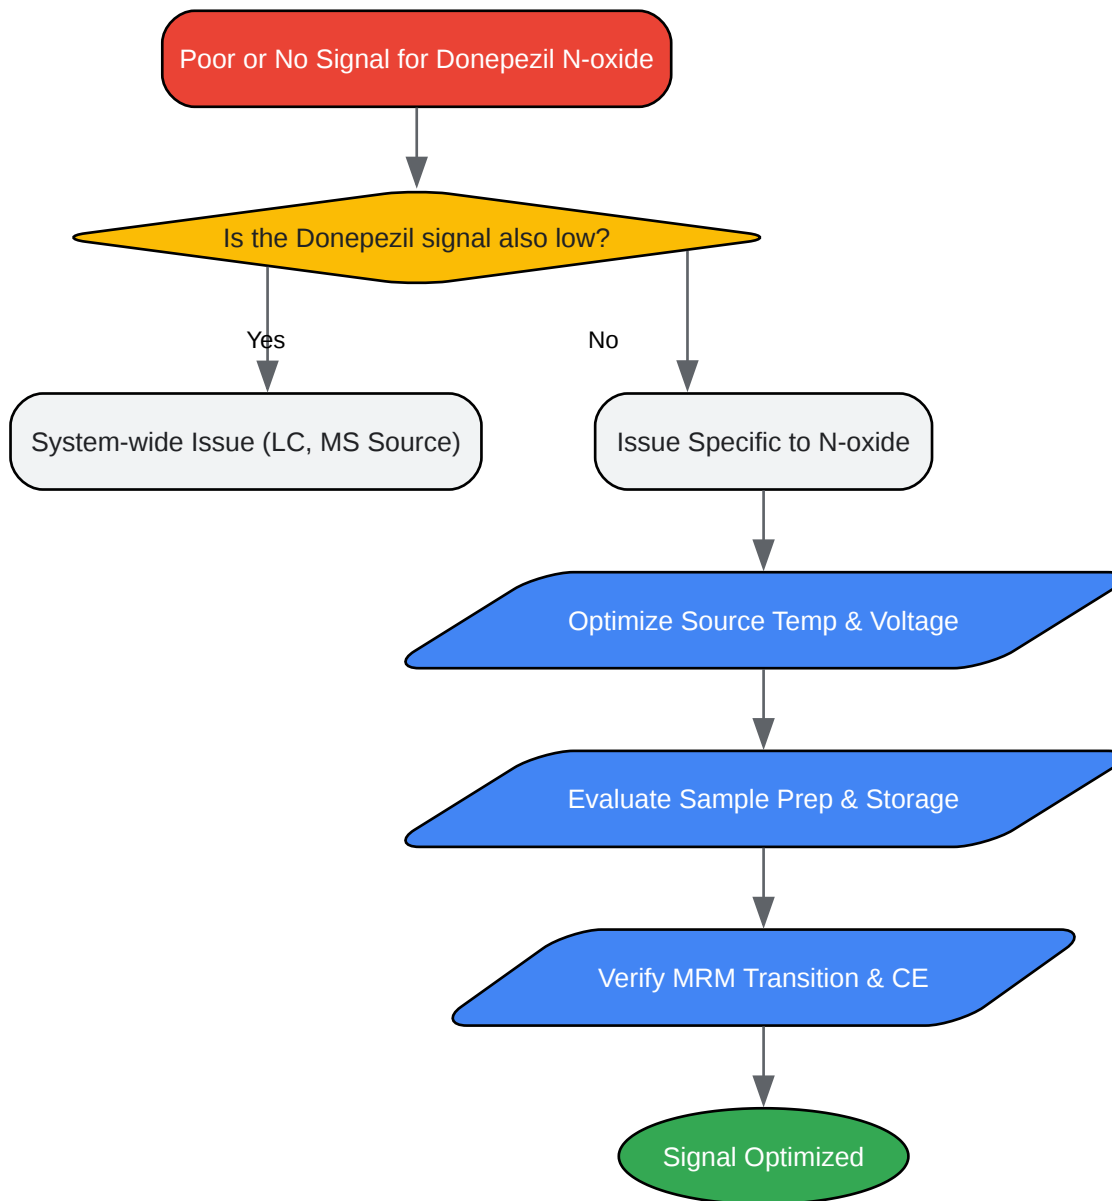 Poor or No Signal for Donepezil N-oxide
Is the Donepezil signal also low?
Yes
No
System-wide Issue (LC, MS Source)
Issue Specific to N-oxide
Optimize Source Temp & Voltage
Evaluate Sample Prep & Storage
Verify MRM Transition & CE
Signal Optimized